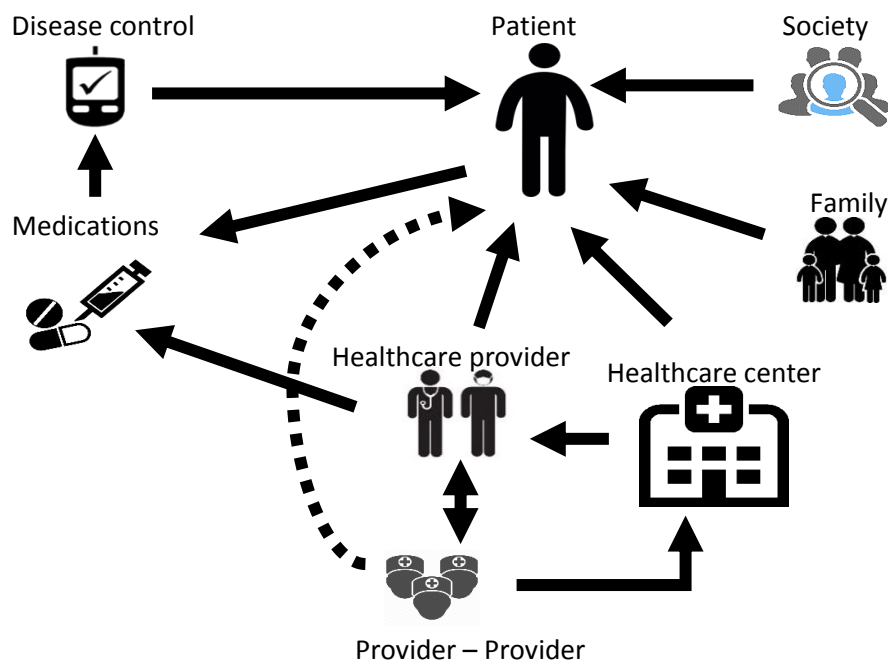 Disease control
Patient
Society
Medications
Family
Healthcare provider
Healthcare center
Provider – Provider